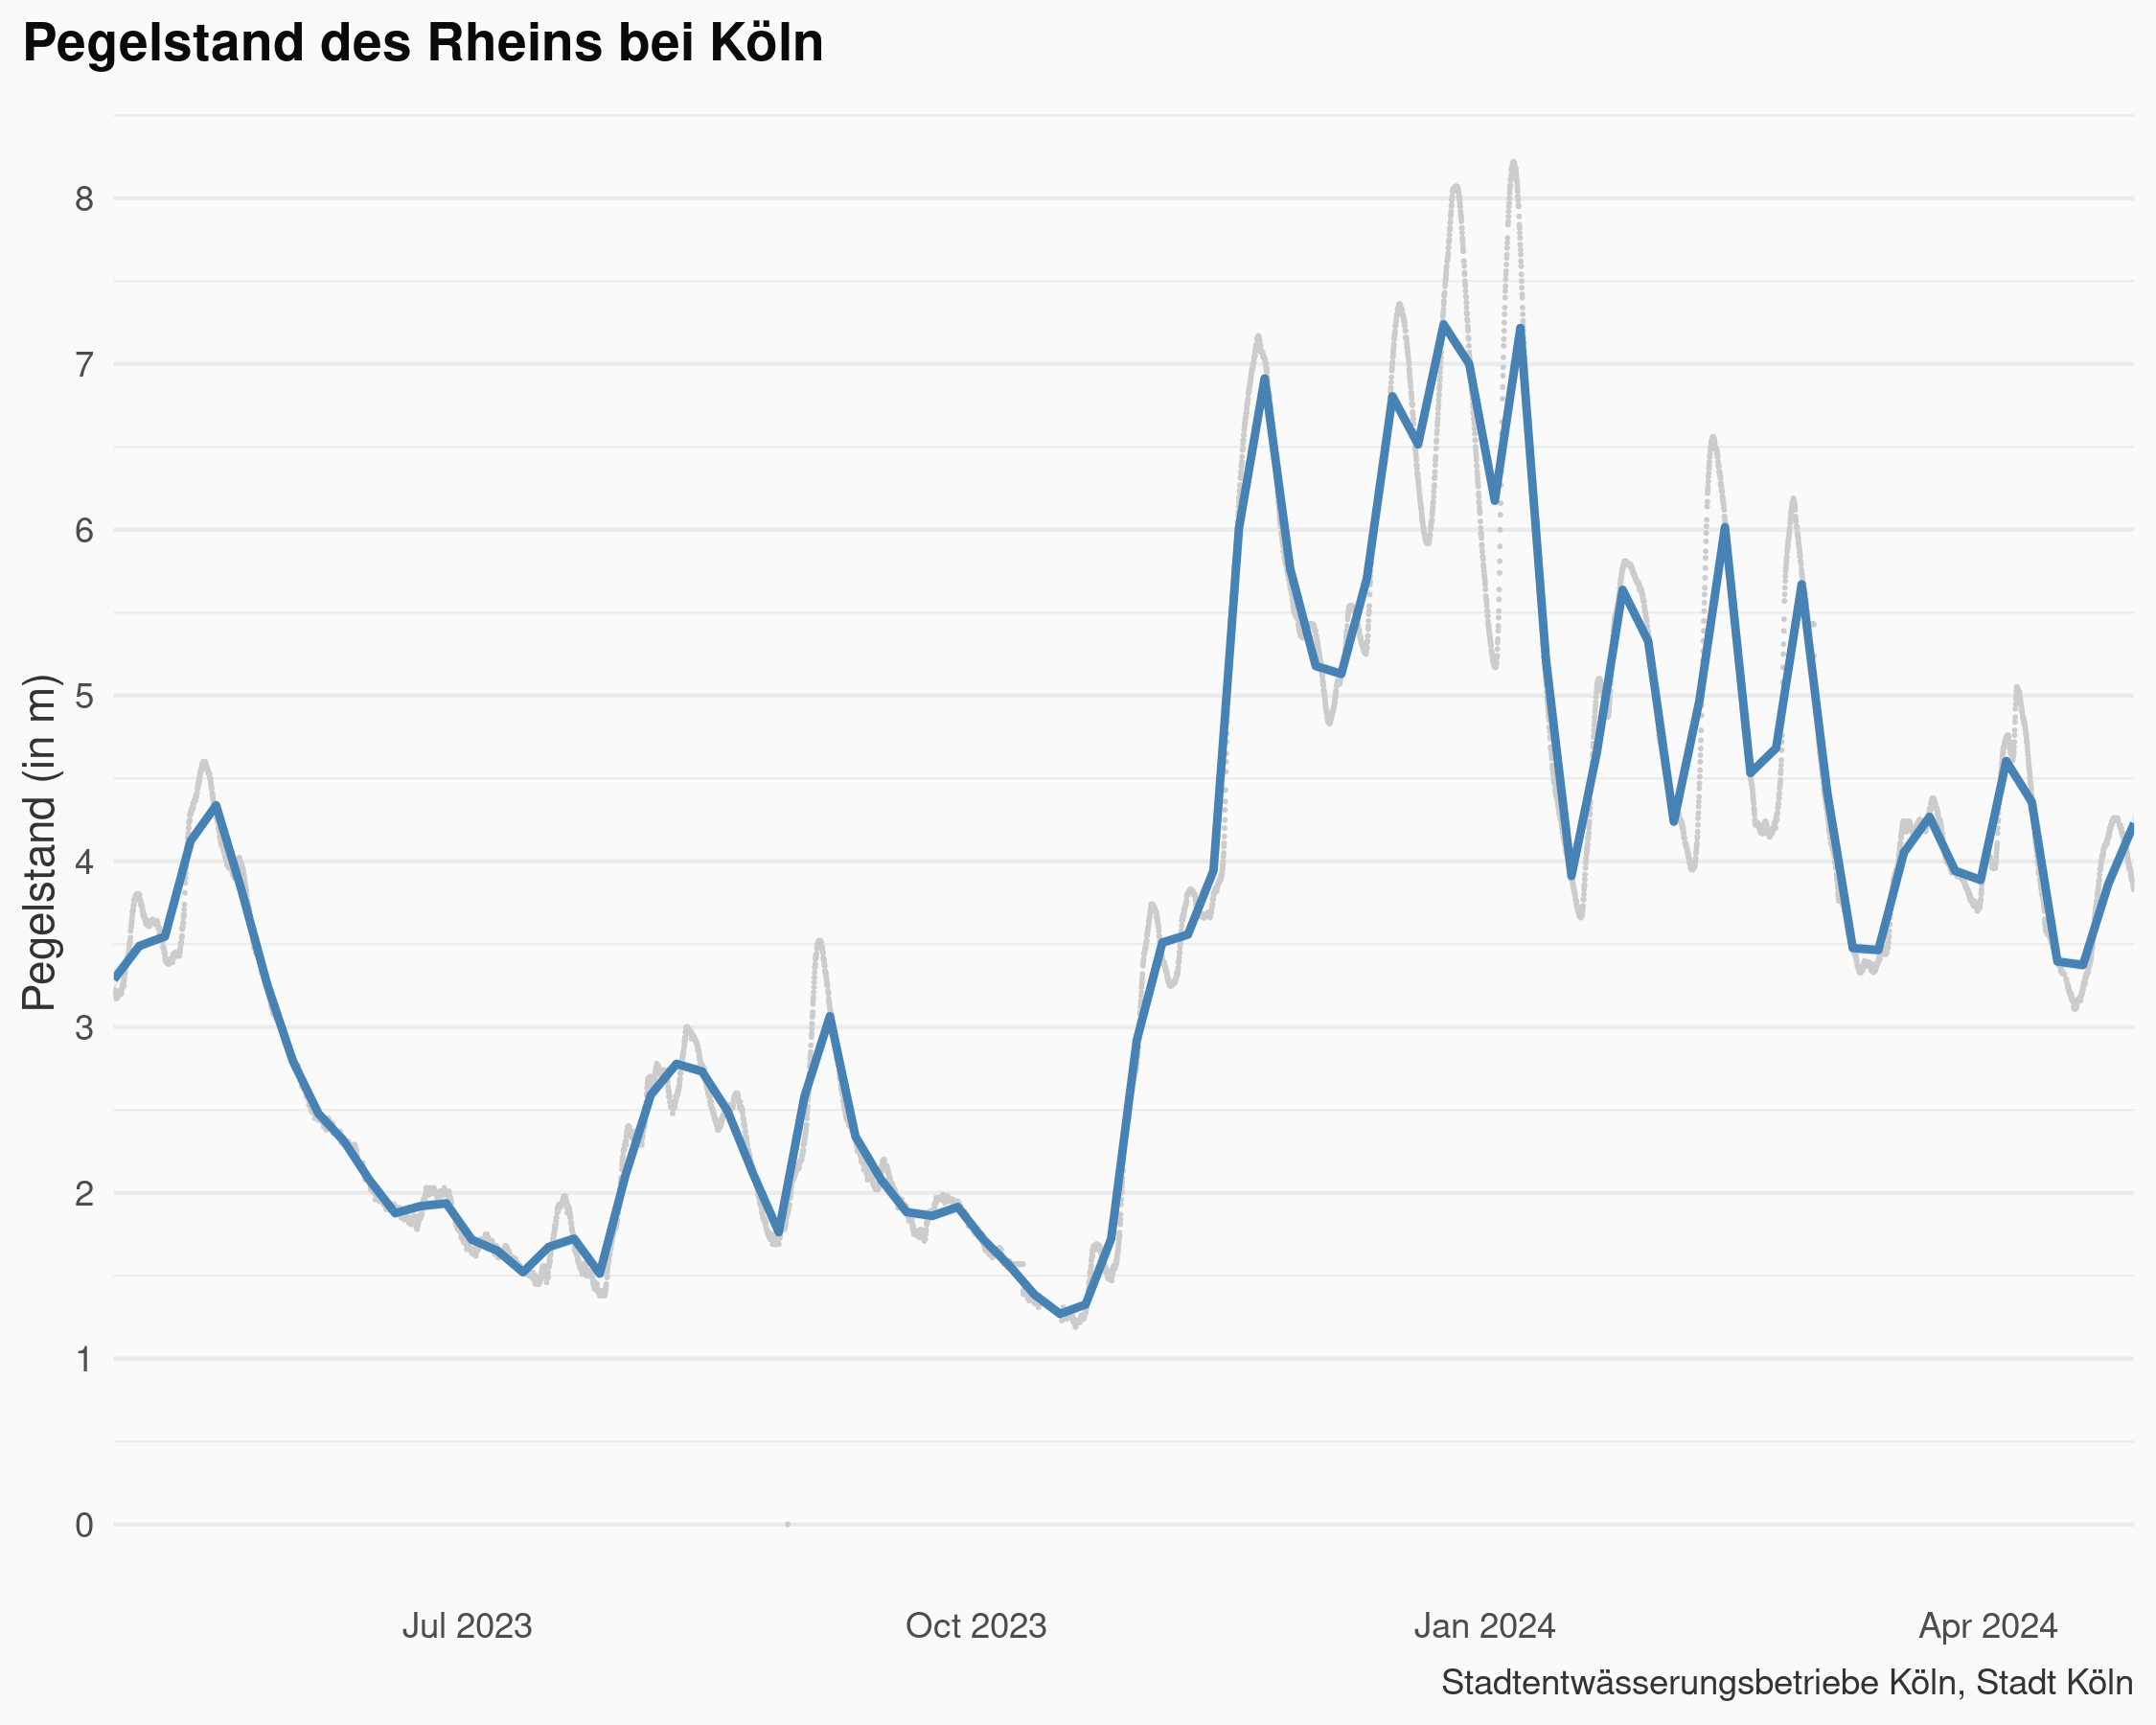 Pegelstand des Rheins bei Köln
Pegelstand (in m)
8
7
6
5
4
3
2
1
0
Jul 2023 Oct 2023 Jan 2024 Apr 2024
Stadtentwässerungsbetriebe Köln, Stadt Köln